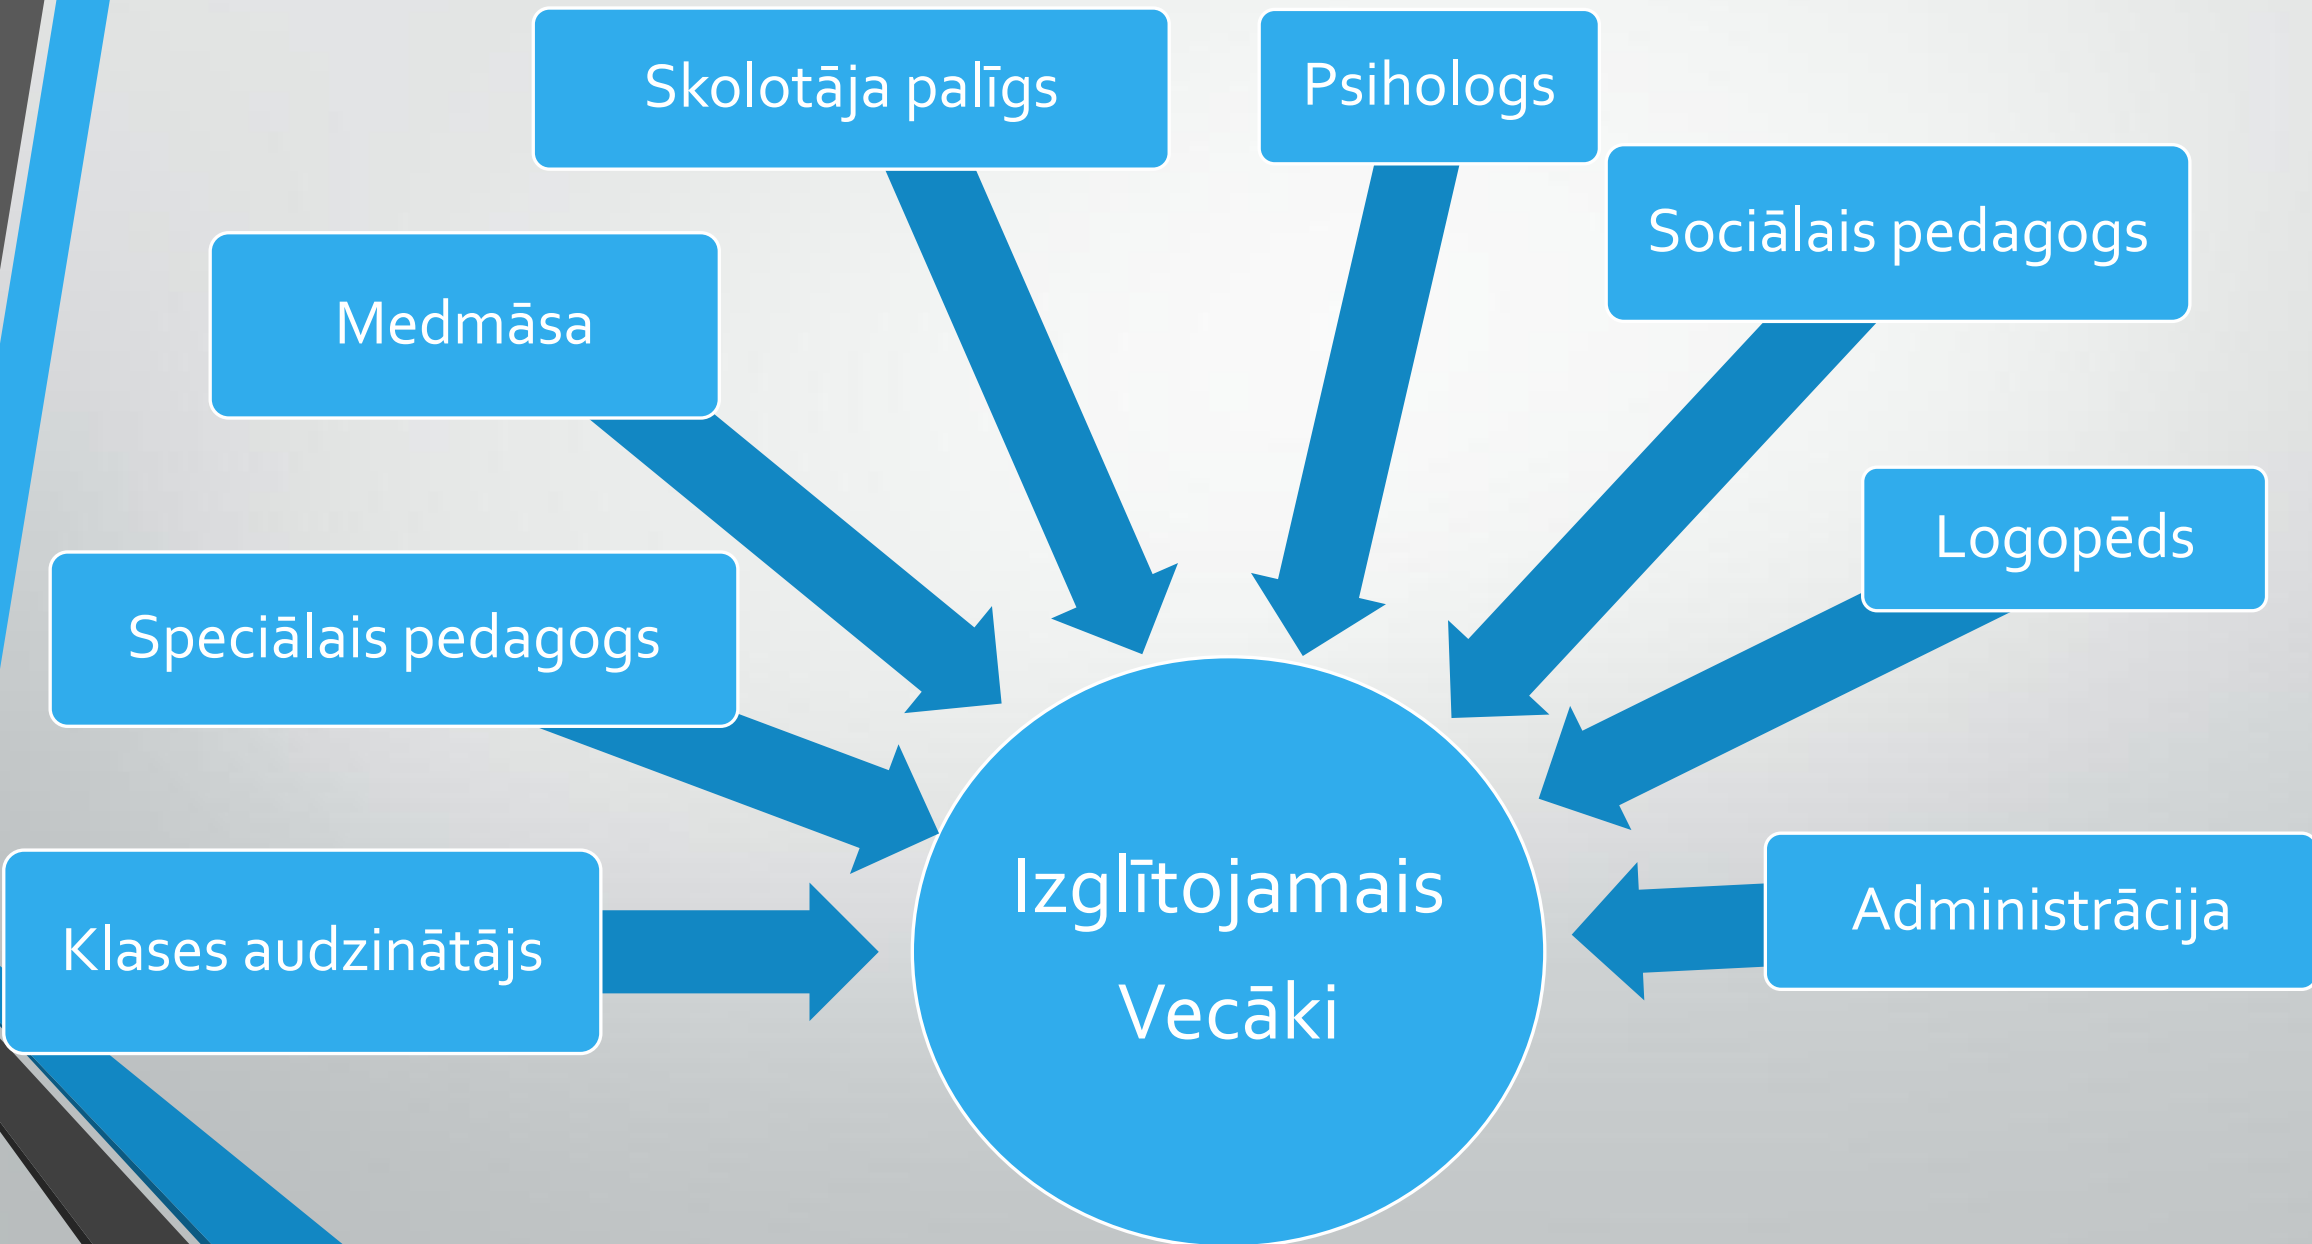 Skolotāja palīgs
Psihologs
Sociālais pedagogs
Medmāsa
Logopēds
Speciālais pedagogs
Klases audzinātājs
Administrācija
Izglītojamais
Vecāki